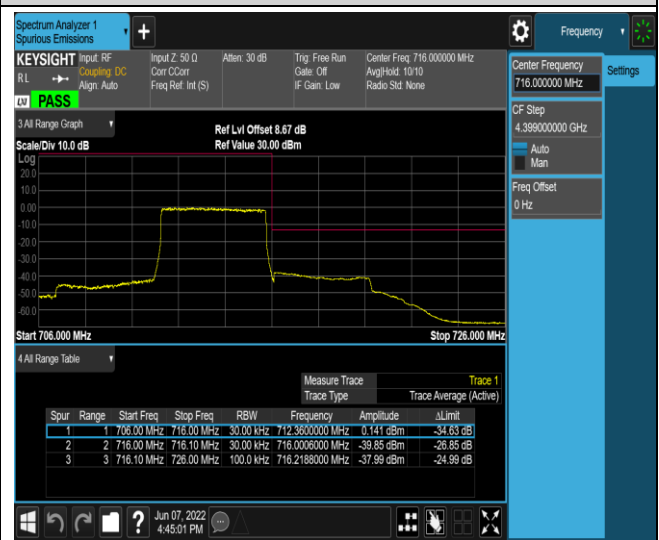 Spectrum Analyzer 1
Spurious Emissions
Frequency
KEYSIGHT Input: RF Input Z: 50 Ω Atten: 30 dB Trig: Free Run Center Freq: 716.000000 MHz
RL Coupling: DC Corr CCorr Gate: Off Avg|Hold: 10/10
Align: Auto Freq Ref: Int (S) IF Gain: Low Radio Std: None
PASS
Center Frequency
716.000000 MHz
Settings
CF Step
4.399000000 GHz
Auto
Man
Freq Offset
0 Hz
3 All Range Graph
Ref Lvl Offset 8.67 dB
Scale/Div 10.0 dB Ref Value 30.00 dBm
Log
20.0
10.0
0.00
-10.0
-20.0
-30.0
-40.0
-50.0
-60.0
Start 706.000 MHz Stop 726.000 MHz
4 All Range Table
Measure Trace Trace 1
Trace Type Trace Average (Active)
Spur Range Start Freq Stop Freq RBW Frequency Amplitude ΔLimit
1 1 706.00 MHz 716.00 MHz 30.00 kHz 712.3600000 MHz 0.141 dBm -34.63 dB
2 2 716.00 MHz 716.10 MHz 30.00 kHz 716.0006000 MHz -39.85 dBm -26.85 dB
3 3 716.10 MHz 726.00 MHz 100.0 kHz 716.2188000 MHz -37.99 dBm -24.99 dB
Jun 07, 2022
4:45:01 PM